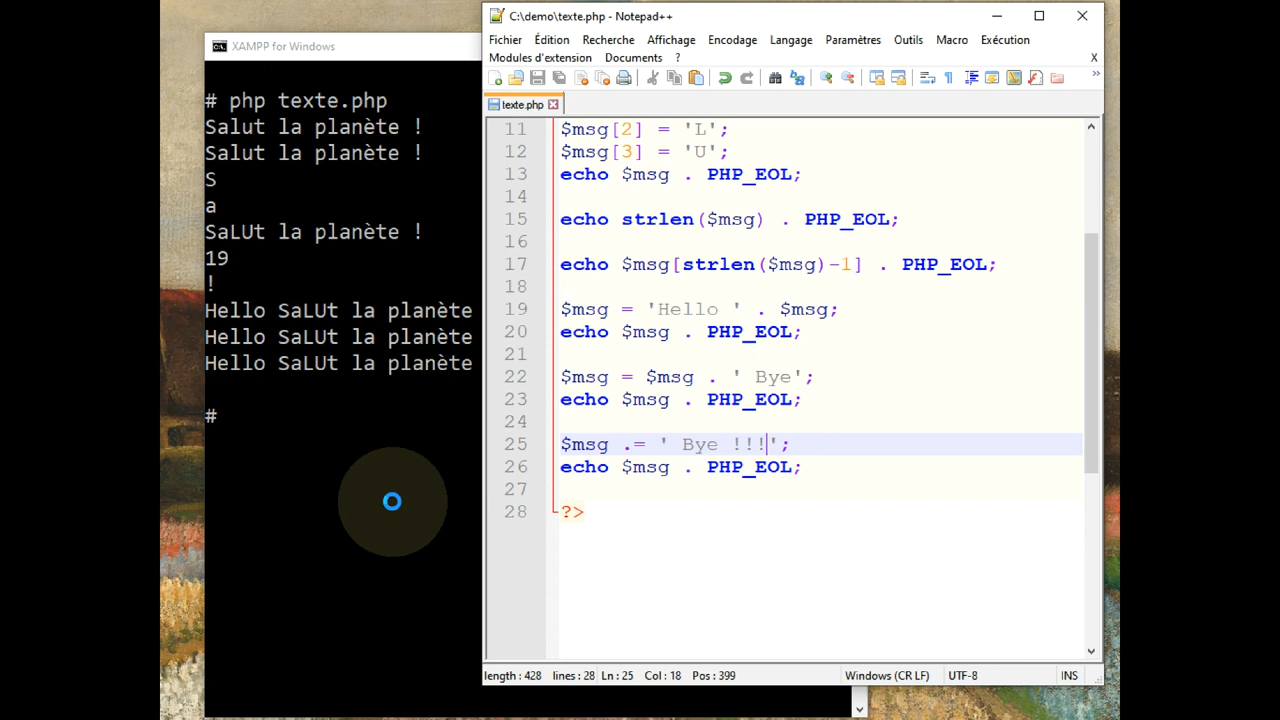 XAMPP for Windows
# php texte.php
Salut la planète !
Salut la planète !
S
a
SaLUt la planète !
19
!
Hello SaLUt la planète
Hello SaLUt la planète
Hello SaLUt la planète
#
C:\demo\texte.php - Notepad++
Fichier Édition Recherche Affichage Encodage Langage Paramètres Outils Macro Exécution
Modules d'extension Documents ? X
texte.php
11 $msg[2] = 'L';
12 $msg[3] = 'U';
13 echo $msg . PHP_EOL;
14
15 echo strlen($msg) . PHP_EOL;
16
17 echo $msg[strlen($msg)-1] . PHP_EOL;
18
19 $msg = 'Hello ' . $msg;
20 echo $msg . PHP_EOL;
21
22 $msg = $msg . ' Bye';
23 echo $msg . PHP_EOL;
24
25 $msg .= ' Bye !!!';
26 echo $msg . PHP_EOL;
27
28 ?>
length : 428 lines : 28 Ln : 25 Col : 18 Pos : 399 Windows (CR LF) UTF-8 INS